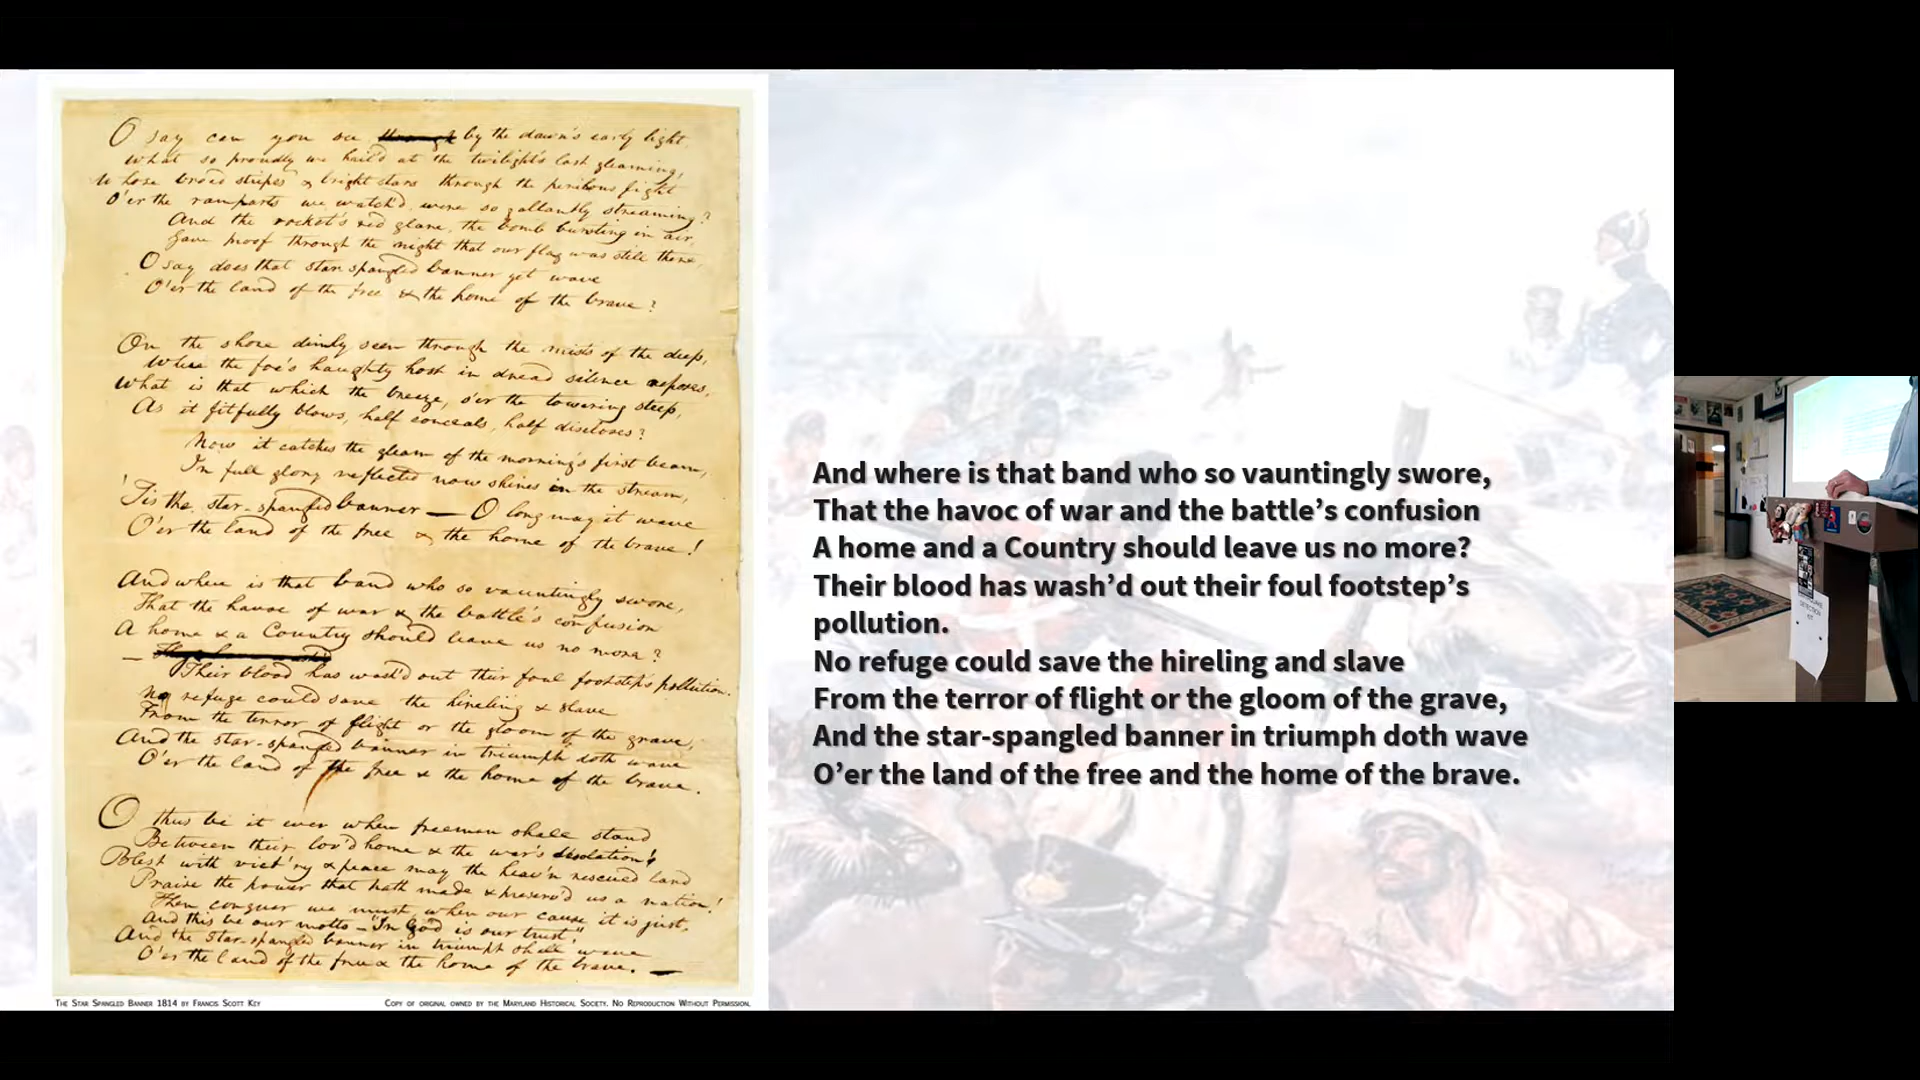 O say can you see by the dawn's early light,
What so proudly we hail'd at the twilight's last gleaming,
Whose broad stripes & bright stars through the perilous fight
O'er the ramparts we watch'd, were so gallantly streaming?
And the rocket's red glare, the bomb bursting in air,
Gave proof through the night that our flag was still there,
O say does that star-spangled banner yet wave
O'er the land of the free & the home of the brave?
On the shore dimly seen through the mists of the deep,
Where the foe's haughty host in dread silence reposes,
What is that which the breeze, o'er the towering steep,
As it fitfully blows, half conceals, half discloses?
Now it catches the gleam of the morning's first beam,
In full glory reflected now shines in the stream,
'Tis the star-spangled banner — O long may it wave
O'er the land of the free & the home of the brave!
And where is that band who so vauntingly swore,
That the havoc of war & the battle's confusion
A home & a Country should leave us no more?
—
Their blood has wash'd out their foul footstep's pollution.
No refuge could save the hireling & slave
From the terror of flight or the gloom of the grave,
And the star-spangled banner in triumph doth wave
O'er the land of the free & the home of the brave.
O thus be it ever when freemen shall stand
Between their lov'd home & the war's desolation!
Blest with vict'ry & peace may the heav'n rescued land
Praise the power that hath made & preserv'd us a nation!
Then conquer we must, when our cause it is just,
And this be our motto — "In God is our trust,"
And the star-spangled banner in triumph shall wave
O'er the land of the free & the home of the brave. —
THE STAR SPANGLED BANNER 1814 BY FRANCIS SCOTT KEY
COPY OF ORIGINAL OWNED BY THE MARYLAND HISTORICAL SOCIETY. NO REPRODUCTION WITHOUT PERMISSION.
And where is that band who so vauntingly swore,
That the havoc of war and the battle’s confusion
A home and a Country should leave us no more?
Their blood has wash’d out their foul footstep’s
pollution.
No refuge could save the hireling and slave
From the terror of flight or the gloom of the grave,
And the star-spangled banner in triumph doth wave
O’er the land of the free and the home of the brave.